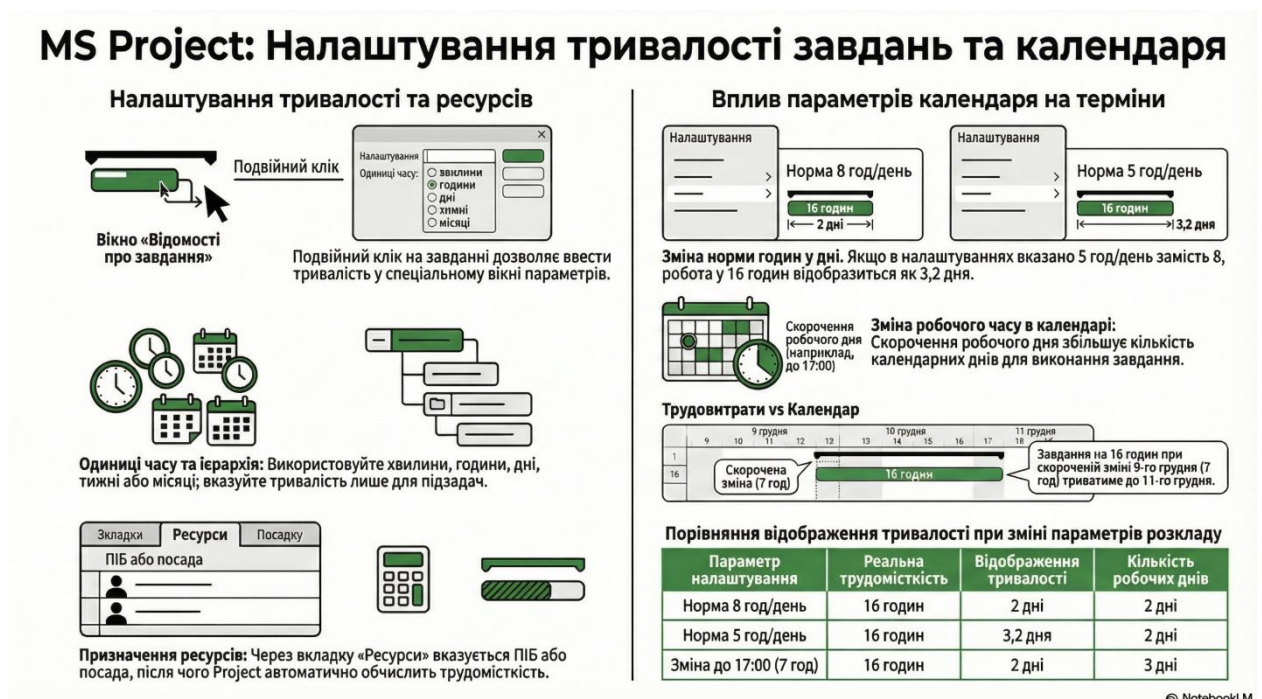 MS Project: Налаштування тривалості завдань та календаря
Налаштування тривалості та ресурсів
Подвійний клік
Налаштування
Одиниці часу:
звилини
години
дні
хпмні
місяці
Вікно «Відомості
про завдання»
Подвійний клік на завданні дозволяє ввести
тривалість у спеціальному вікні параметрів.
Одиниці часу та ієрархія: Використовуйте хвилини, години, дні,
тижні або місяці; вказуйте тривалість лише для підзадач.
Зкладки Ресурси Посадку
ПІБ або посада
Призначення ресурсів: Через вкладку «Ресурси» вказується ПІБ або
посада, після чого Project автоматично обчислить трудомісткість.
Вплив параметрів календаря на терміни
Налаштування
Норма 8 год/день
16 годин
2 дні
Налаштування
Норма 5 год/день
16 годин
3,2 дня
Зміна норми годин у дні. Якщо в налаштуваннях вказано 5 год/день замість 8,
робота у 16 годин відобразиться як 3,2 дня.
Скорочення
робочого дня
(наприклад,
до 17:00)
Зміна робочого часу в календарі:
Скорочення робочого дня збільшує кількість
календарних днів для виконання завдання.
Трудовитрати vs Календар
9 грудня 10 грудня 11 грудня
9 10 11 12 12 13 14 15 16 17 18
1
16
Скорочена
зміна (7 год)
16 годин
Завдання на 16 годин при
скороченій зміні 9-го грудня (7
год) триватиме до 11-го грудня.
Порівняння відображення тривалості при зміні параметрів розкладу
Параметр налаштування Реальна трудомісткість Відображення тривалості Кількість робочих днів
Норма 8 год/день 16 годин 2 дні 2 дні
Норма 5 год/день 16 годин 3,2 дня 2 дні
Зміна до 17:00 (7 год) 16 годин 2 дні 3 дні
NotebookLM